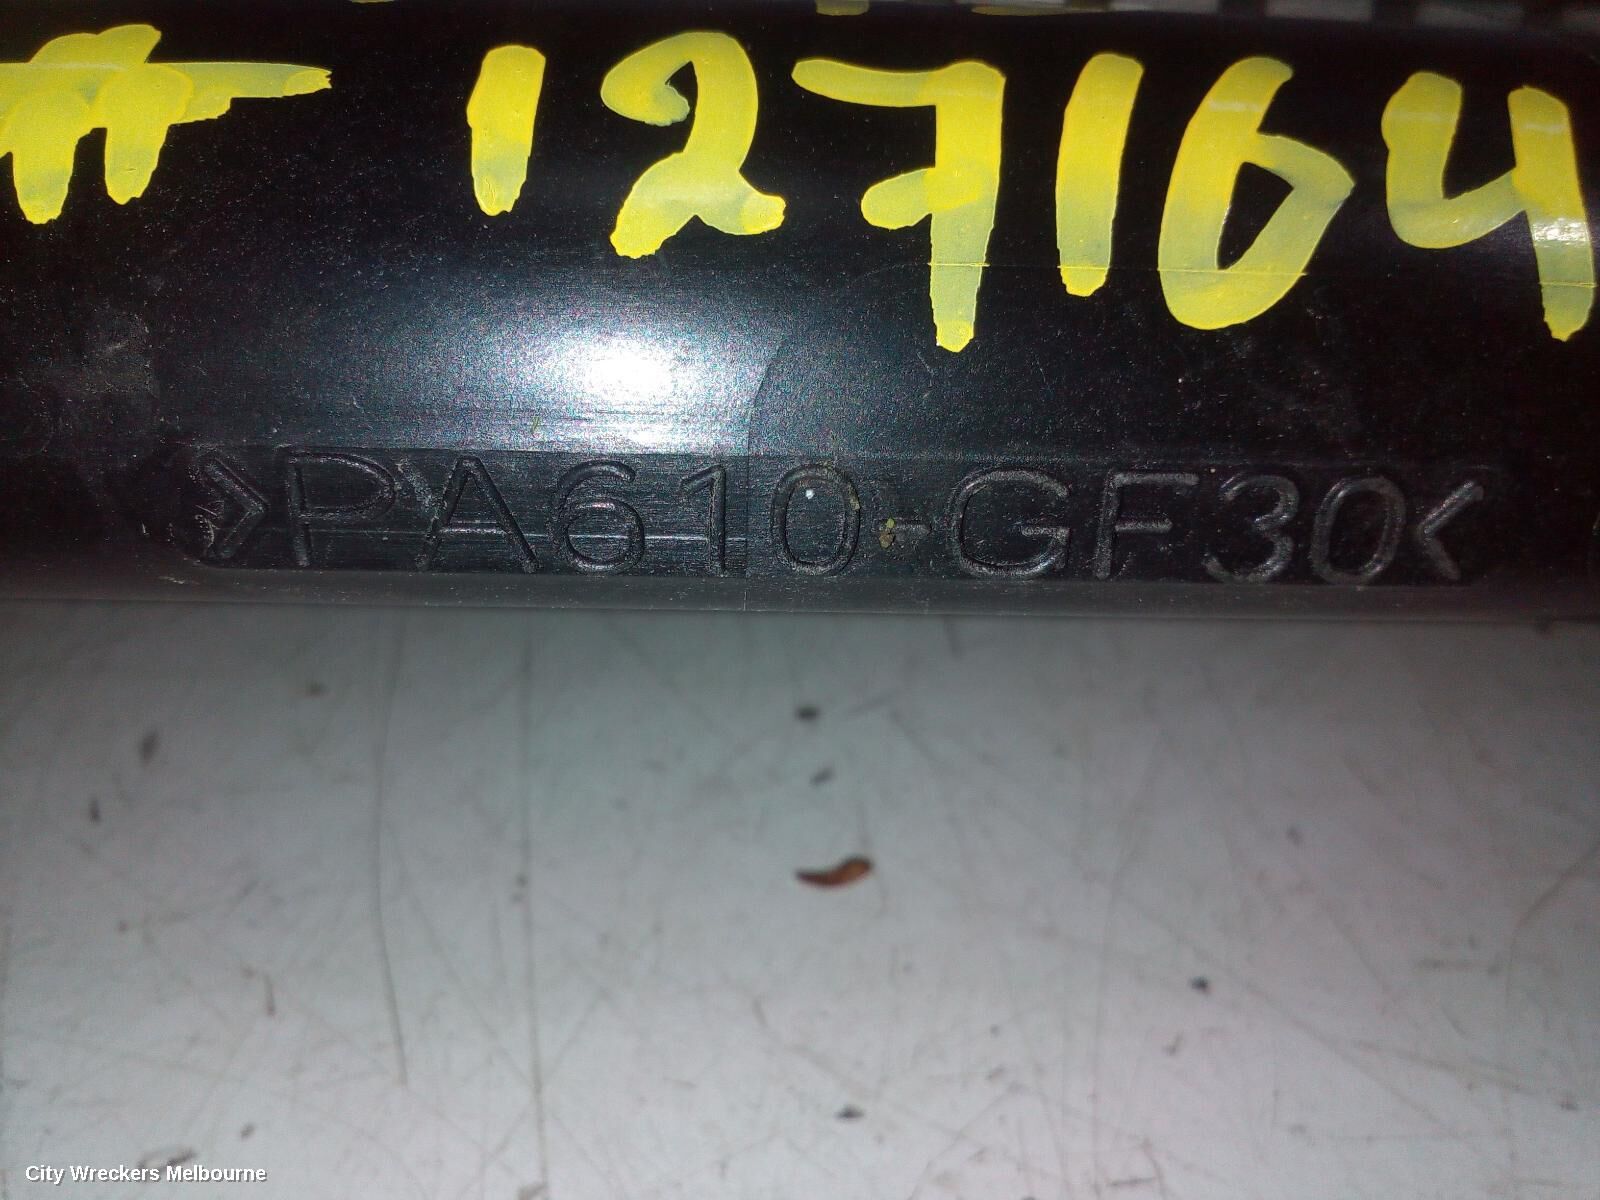 # 127164
>PA610-GF30<
City Wreckers Melbourne